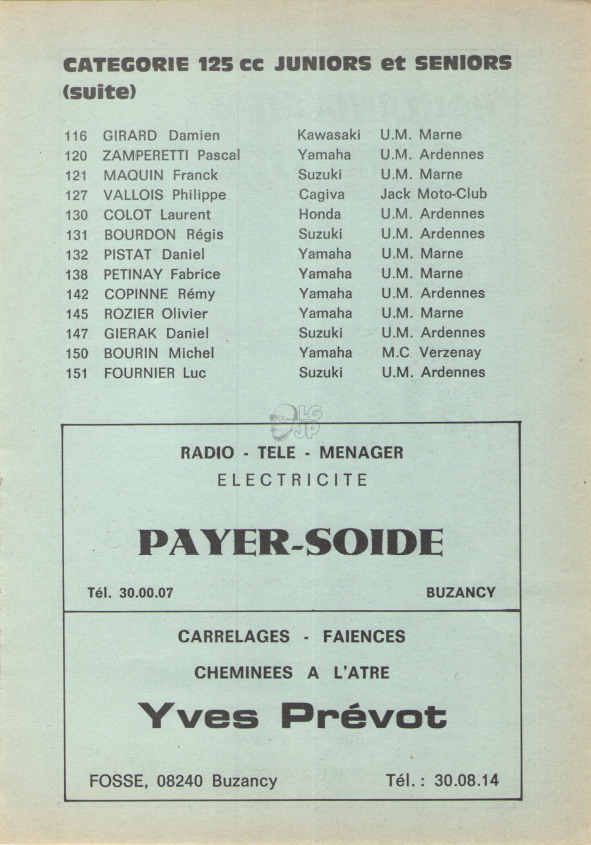 CATEGORIE 125 cc JUNIORS et SENIORS
(suite)
116 GIRARD Damien Kawasaki U.M. Marne
120 ZAMPERETTI Pascal Yamaha U.M. Ardennes
121 MAQUIN Franck Suzuki U.M. Marne
127 VALLOIS Philippe Cagiva Jack Moto-Club
130 COLOT Laurent Honda U.M. Ardennes
131 BOURDON Régis Suzuki U.M. Ardennes
132 PISTAT Daniel Yamaha U.M. Marne
138 PETINAY Fabrice Yamaha U.M. Marne
142 COPINNE Rémy Yamaha U.M. Ardennes
145 ROZIER Olivier Yamaha U.M. Marne
147 GIERAK Daniel Suzuki U.M. Ardennes
150 BOURIN Michel Yamaha M.C Verzenay
151 FOURNIER Luc Suzuki U.M. Ardennes
LG
JP
RADIO - TELE - MENAGER
ELECTRICITE
PAYER-SOIDE
Tél. 30.00.07 BUZANCY
CARRELAGES - FAIENCES
CHEMINEES A L'ATRE
Yves Prévot
FOSSE, 08240 Buzancy Tél. : 30.08.14